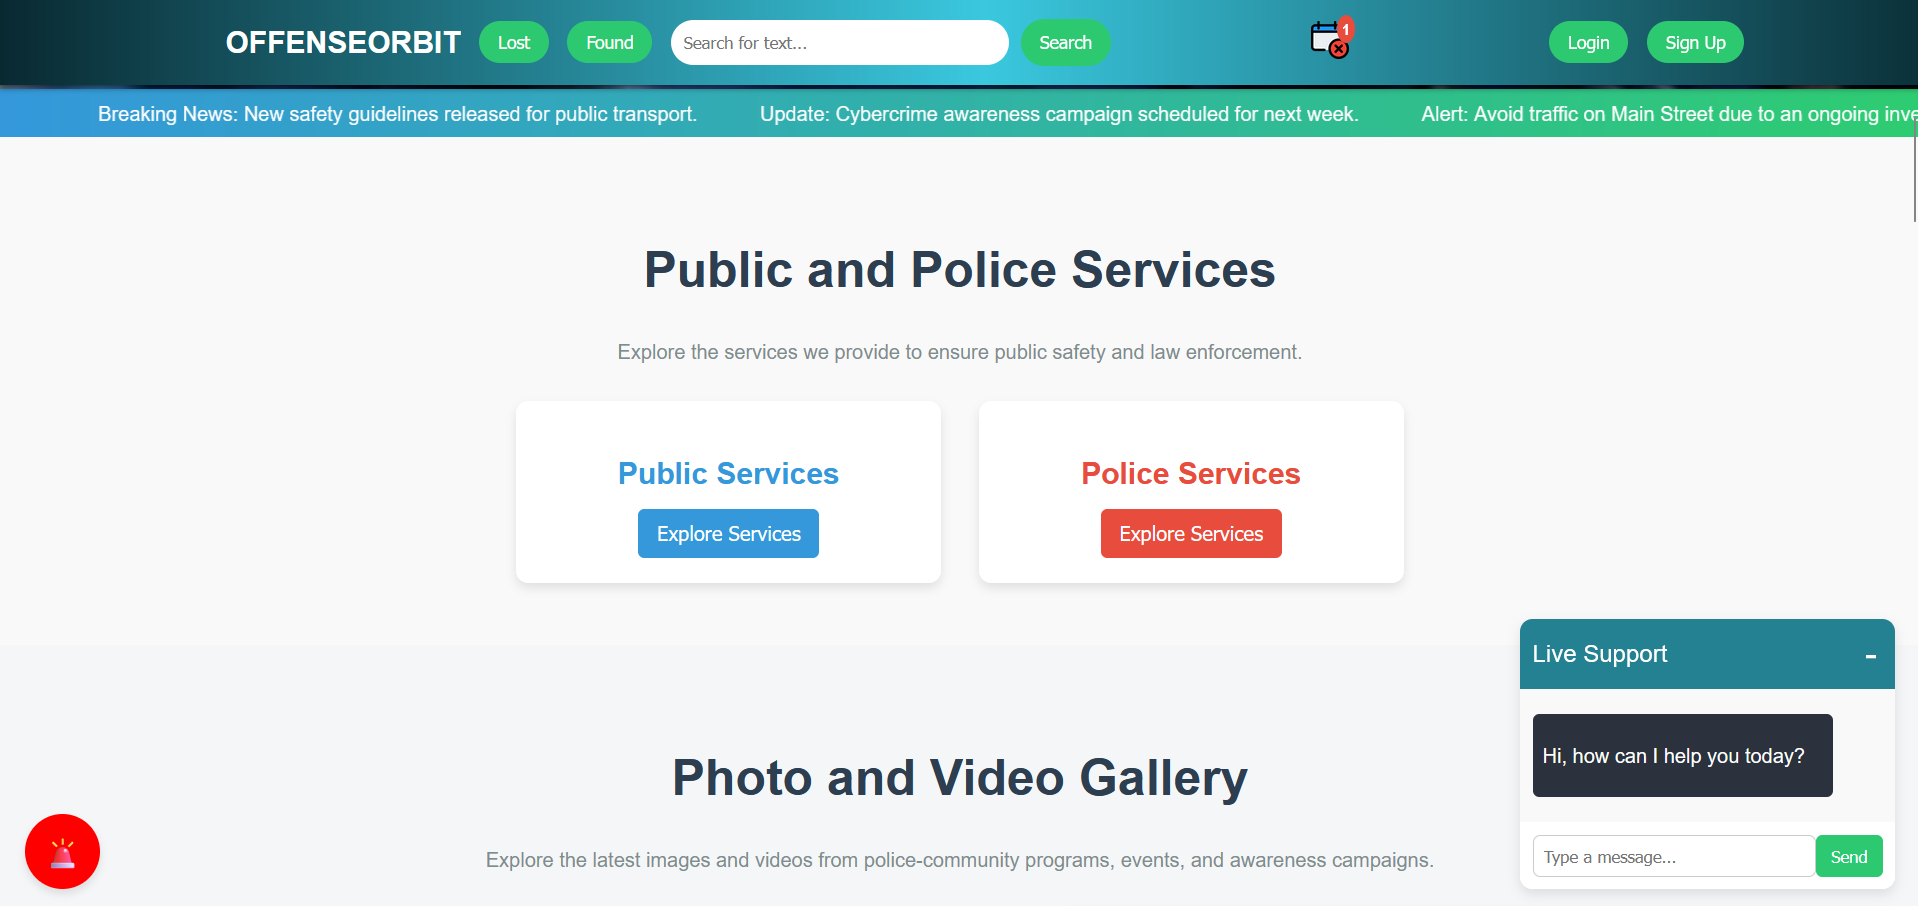 OFFENSEORBIT Lost Found Search for text... Search 1 Login Sign Up
Breaking News: New safety guidelines released for public transport. Update: Cybercrime awareness campaign scheduled for next week. Alert: Avoid traffic on Main Street due to an ongoing inve
Public and Police Services
Explore the services we provide to ensure public safety and law enforcement.
Public Services
Explore Services
Police Services
Explore Services
Photo and Video Gallery
Explore the latest images and videos from police-community programs, events, and awareness campaigns.
Live Support
Hi, how can I help you today?
Type a message... Send